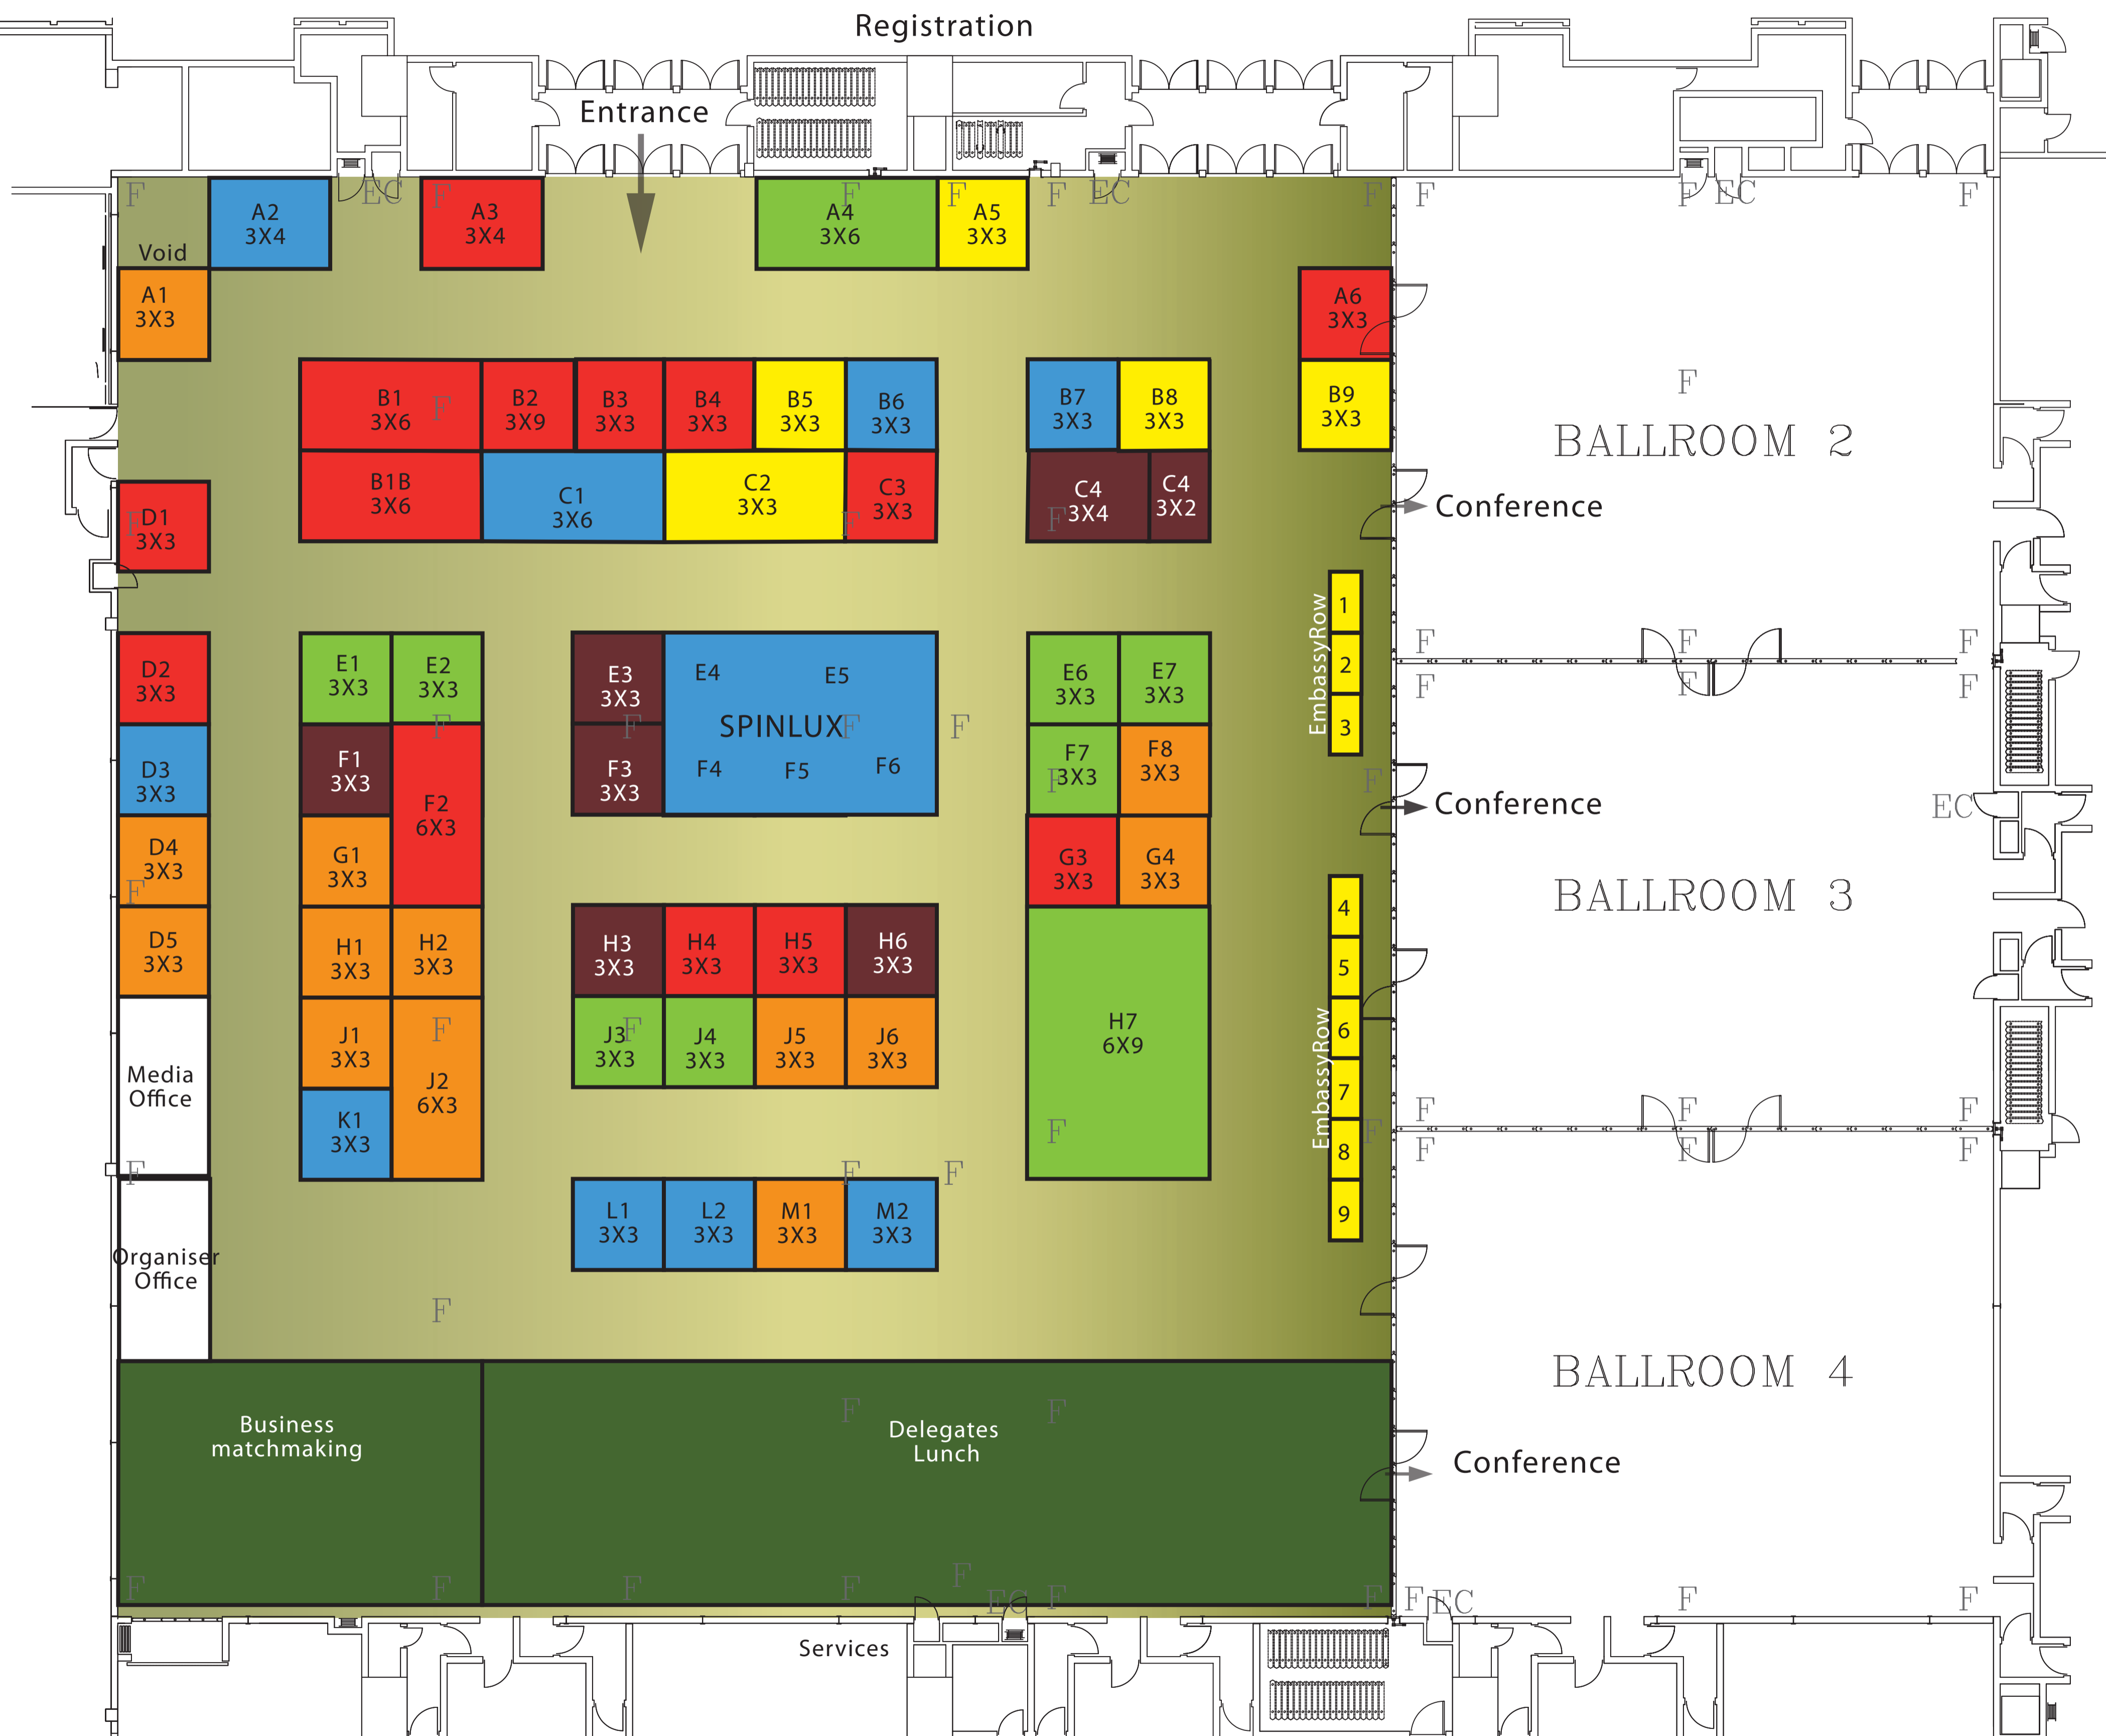 Registration
Entrance
F
EC
F
F
F
F
EC
F
F
F
EC
F
A2
3X4
A3
3X4
A4
3X6
A5
3X3
Void
A1
3X3
A6
3X3
B1
3X6
F
B2
3X9
B3
3X3
B4
3X3
B5
3X3
B6
3X3
B7
3X3
B8
3X3
B9
3X3
F
BALLROOM 2
B1B
3X6
C1
3X6
C2
3X3
C3
3X3
F
C4
3X4
F
C4
3X2
Conference
D1
3X3
F
EmbassyRow
1
2
3
F
F
F
F
F
F
D2
3X3
E1
3X3
E2
3X3
F
E3
3X3
F
E4
E5
SPINLUX
F
F
F4
F5
F6
E6
3X3
E7
3X3
D3
3X3
F1
3X3
F2
6X3
F3
3X3
F7
3X3
F
F8
3X3
F
Conference
EC
D4
3X3
F
G1
3X3
G3
3X3
G4
3X3
BALLROOM 3
D5
3X3
H1
3X3
H2
3X3
H3
3X3
H4
3X3
H5
3X3
H6
3X3
H7
6X9
F
EmbassyRow
4
5
6
7
8
9
F
Media
Office
F
J1
3X3
F
J2
6X3
J3
3X3
F
J4
3X3
J5
3X3
J6
3X3
F
F
F
F
F
F
K1
3X3
F
F
L1
3X3
L2
3X3
M1
3X3
M2
3X3
Organiser
Office
F
BALLROOM 4
Business
matchmaking
Delegates
Lunch
F
F
Conference
F
F
F
F
F
EC
F
F
F
EC
F
F
Services